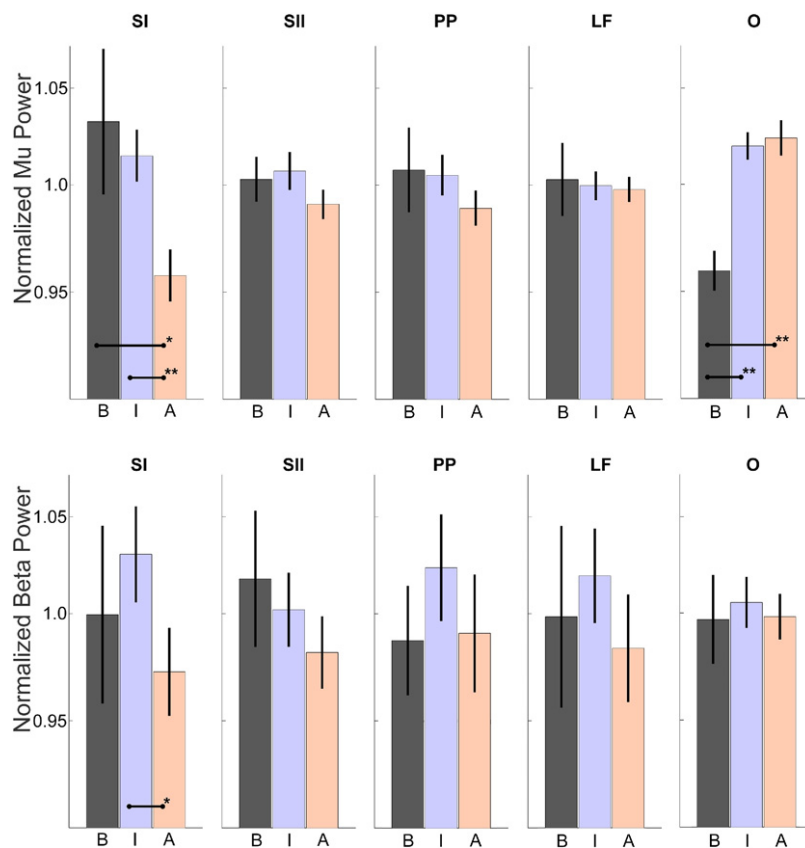 SI SII PP LF O
Normalized Mu Power
1.05
1.0
0.95
*
**
**
**
B I A B I A B I A B I A B I A
SI SII PP LF O
Normalized Beta Power
1.05
1.0
0.95
*
B I A B I A B I A B I A B I A